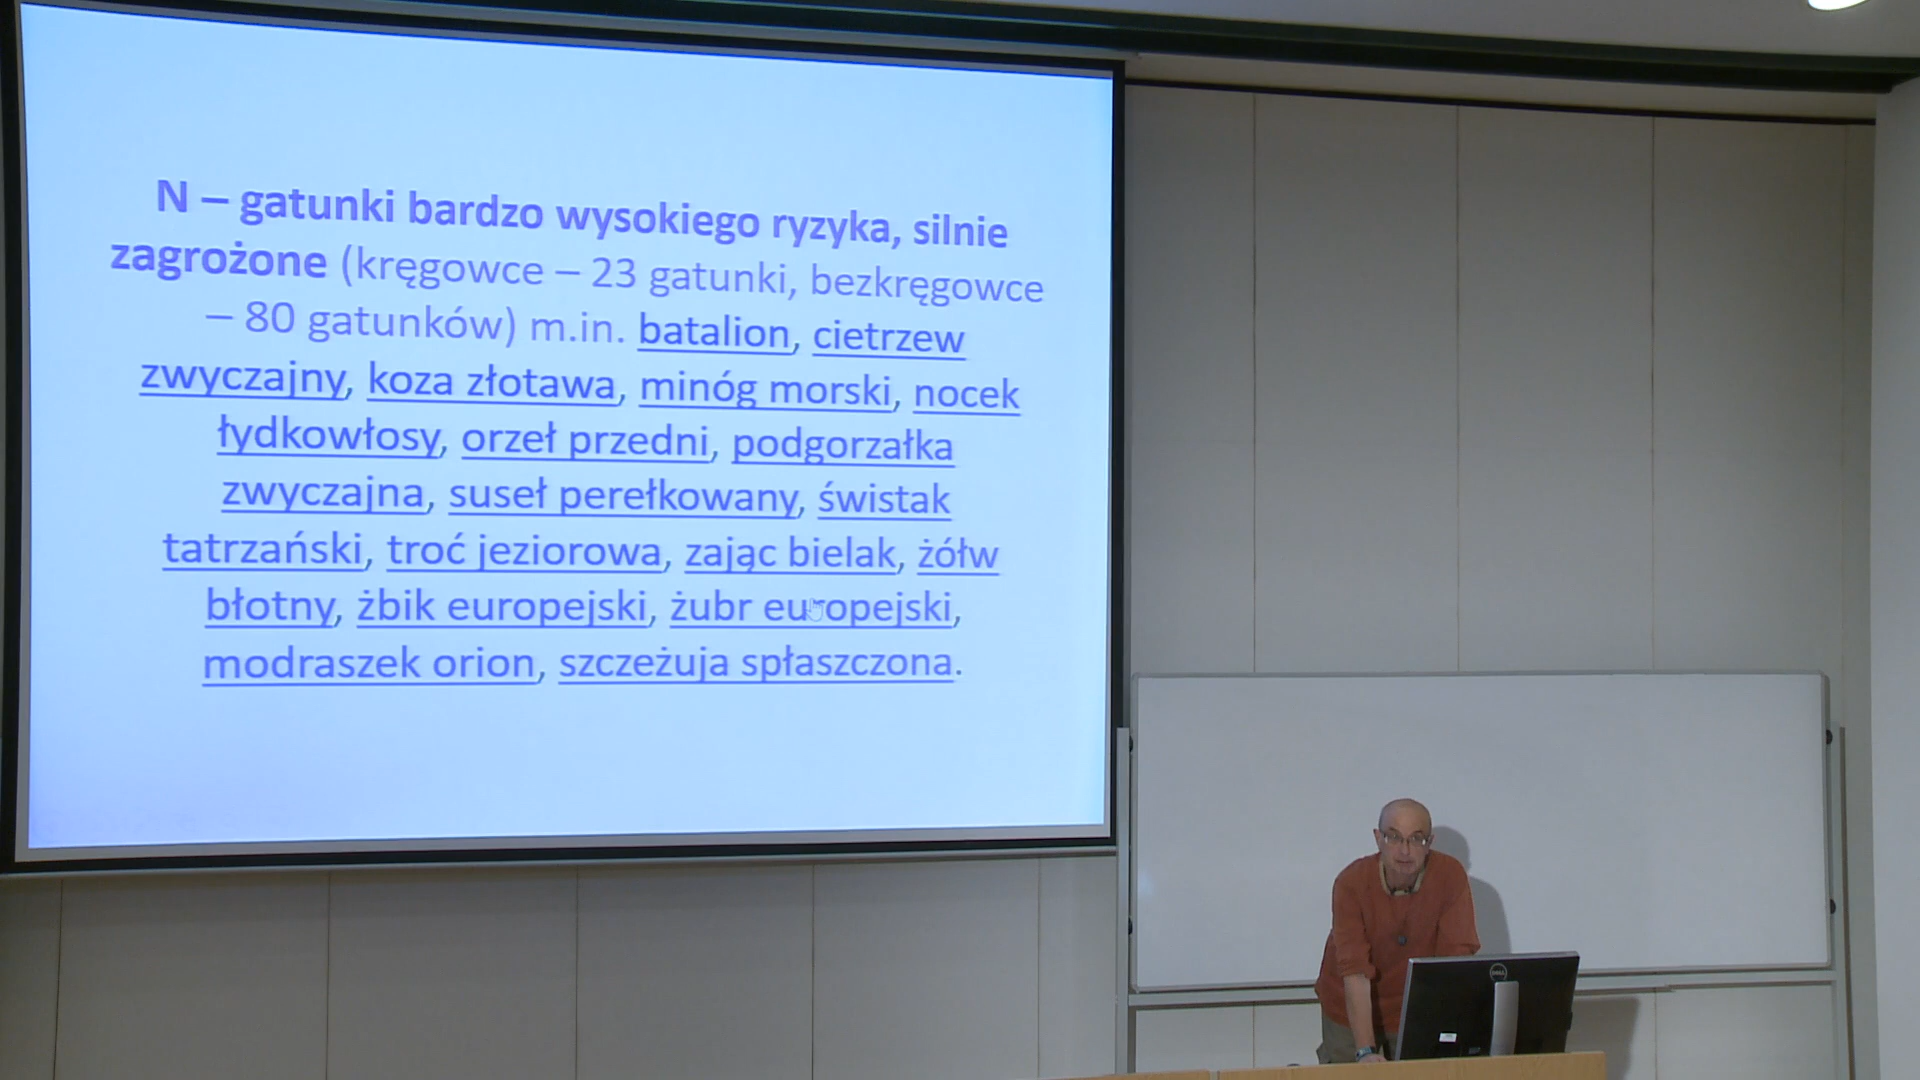 N – gatunki bardzo wysokiego ryzyka, silnie
zagrożone (kręgowce – 23 gatunki, bezkręgowce
– 80 gatunków) m.in. batalion, cietrzew
zwyczajny, koza złotawa, minóg morski, nocek
łydkowłosy, orzeł przedni, podgorzałka
zwyczajna, suseł perełkowany, świstak
tatrzański, troć jeziorowa, zając bielak, żółw
błotny, żbik europejski, żubr europejski,
modraszek orion, szczeżuja spłaszczona.
DELL